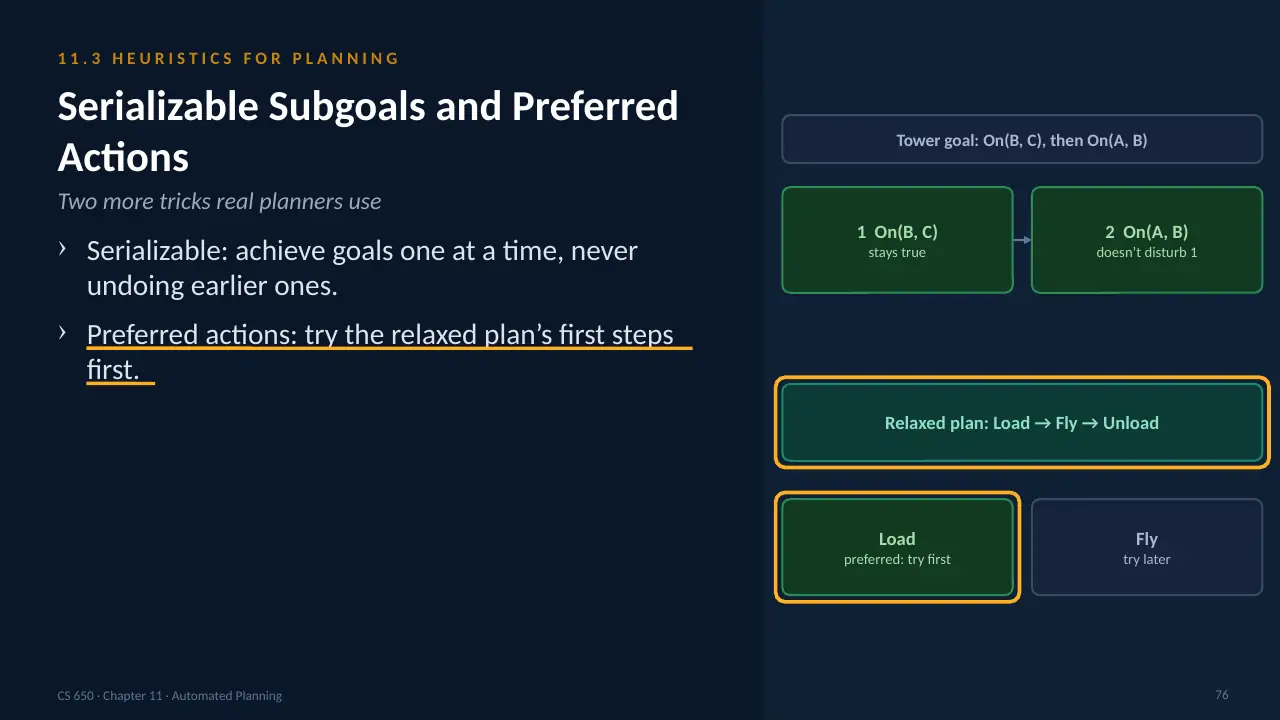 11.3 HEURISTICS FOR PLANNING
Serializable Subgoals and Preferred
Actions
Two more tricks real planners use
› Serializable: achieve goals one at a time, never
undoing earlier ones.
› Preferred actions: try the relaxed plan’s first steps
first.
Tower goal: On(B, C), then On(A, B)
1 On(B, C)
stays true
2 On(A, B)
doesn’t disturb 1
Relaxed plan: Load → Fly → Unload
Load
preferred: try first
Fly
try later
CS 650 · Chapter 11 · Automated Planning
76